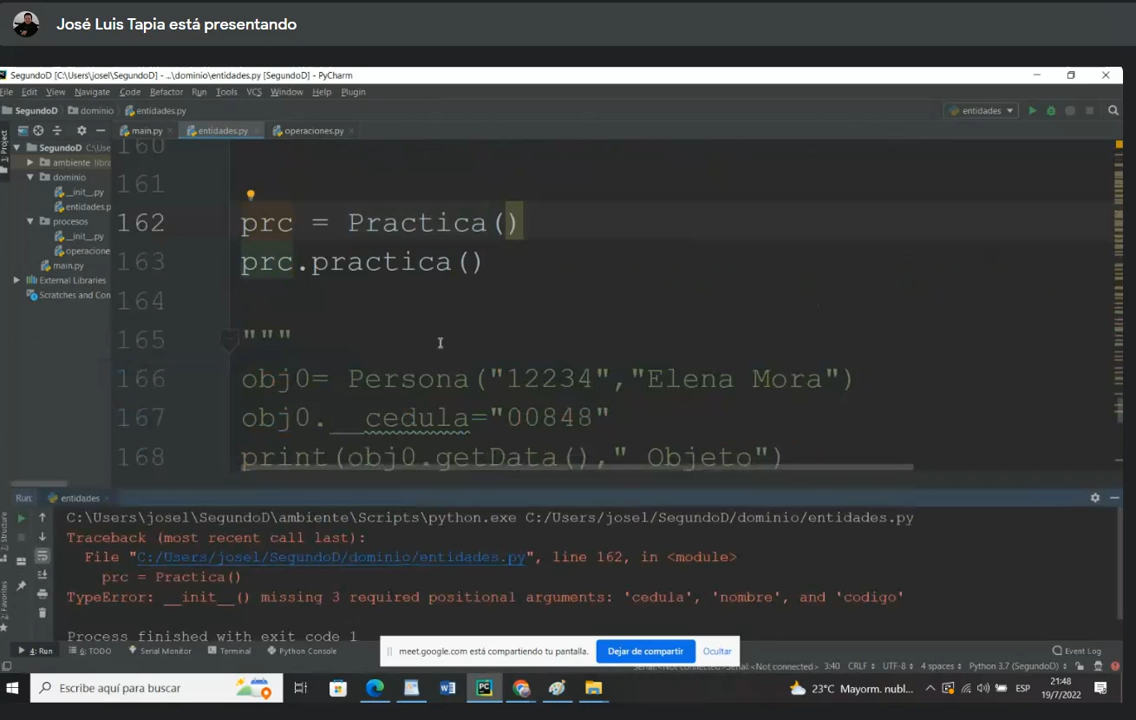 José Luis Tapia está presentando
SegundoD [C:\Users\josel\SegundoD] - ...\dominio\entidades.py [SegundoD] - PyCharm
File Edit View Navigate Code Refactor Run Tools VCS Window Help Plugin
SegundoD dominio entidades.py
entidades
main.py entidades.py operaciones.py
1: Project
SegundoD C:\Use
ambiente libra
dominio
__init__.py
entidades.p
procesos
__init__.py
operacione
main.py
External Libraries
Scratches and Con
160
161
162 prc = Practica()
163 prc.practica()
164
165 """
166 obj0= Persona("12234","Elena Mora")
167 obj0.__cedula="00848"
168 print(obj0.getData()," Objeto")
Run: entidades
C:\Users\josel\SegundoD\ambiente\Scripts\python.exe C:/Users/josel/SegundoD/dominio/entidades.py
Traceback (most recent call last):
File "C:/Users/josel/SegundoD/dominio/entidades.py", line 162, in <module>
prc = Practica()
TypeError: __init__() missing 3 required positional arguments: 'cedula', 'nombre', and 'codigo'
Process finished with exit code 1
meet.google.com está compartiendo tu pantalla. Dejar de compartir Ocultar
4: Run 6: TODO Serial Monitor Terminal Python Console Event Log
3:40 CRLF UTF-8 4 spaces Python 3.7 (SegundoD)
Escribe aquí para buscar
23°C Mayorm. nubl... ESP 21:48
19/7/2022